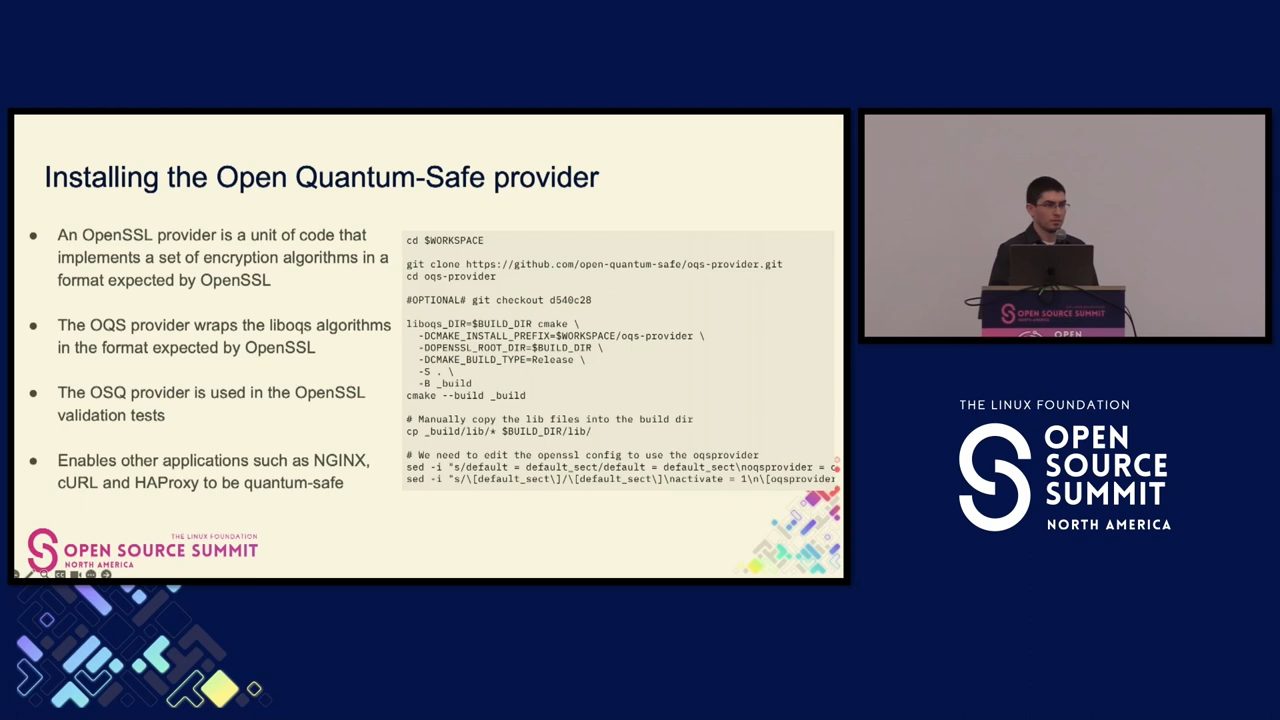 Installing the Open Quantum-Safe provider
● An OpenSSL provider is a unit of code that
implements a set of encryption algorithms in a
format expected by OpenSSL
● The OQS provider wraps the liboqs algorithms
in the format expected by OpenSSL
● The OSQ provider is used in the OpenSSL
validation tests
● Enables other applications such as NGINX,
cURL and HAProxy to be quantum-safe
cd $WORKSPACE
git clone https://github.com/open-quantum-safe/oqs-provider.git
cd oqs-provider
#OPTIONAL# git checkout d540c28
liboqs_DIR=$BUILD_DIR cmake \
-DCMAKE_INSTALL_PREFIX=$WORKSPACE/oqs-provider \
-DOPENSSL_ROOT_DIR=$BUILD_DIR \
-DCMAKE_BUILD_TYPE=Release \
-S . \
-B _build
cmake --build _build
# Manually copy the lib files into the build dir
cp _build/lib/* $BUILD_DIR/lib/
# We need to edit the openssl config to use the oqsprovider
sed -i "s/default = default_sect/default = default_sect\noqsprovider =
sed -i "s/\[default_sect\]/\[default_sect\]\nactivate = 1\n\[oqsprovider
THE LINUX FOUNDATION
OPEN SOURCE SUMMIT
NORTH AMERICA
OPEN SOURCE SUMMIT
OPEN
THE LINUX FOUNDATION
OPEN
SOURCE
SUMMIT
NORTH AMERICA